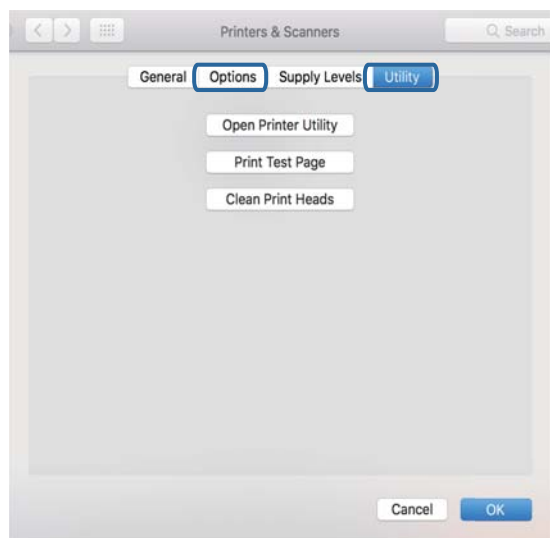 Printers & Scanners Search
General Options Supply Levels Utility
Open Printer Utility
Print Test Page
Clean Print Heads
Cancel OK